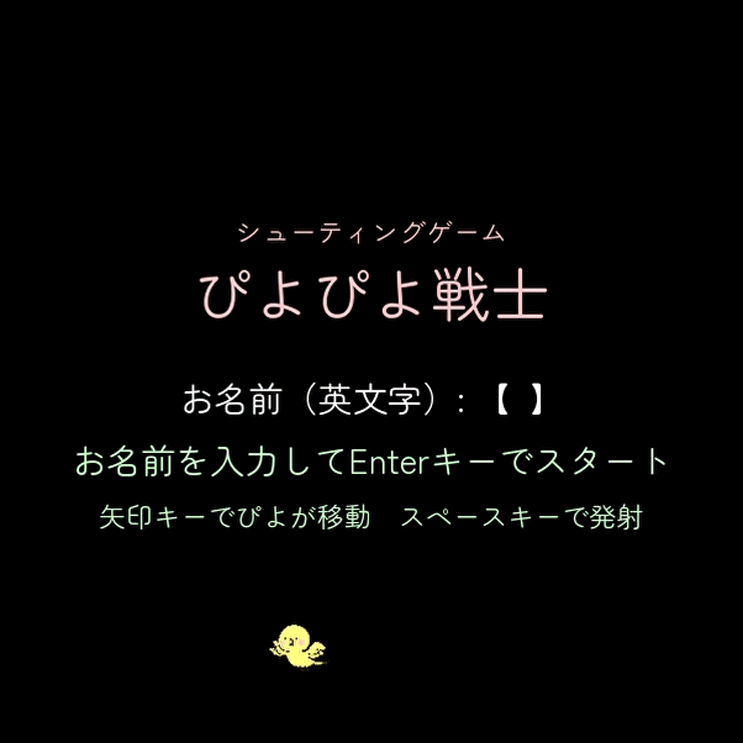 シューティングゲーム
ぴよぴよ戦士
お名前（英文字）: 【 】
お名前を入力してEnterキーでスタート
矢印キーでぴよが移動　スペースキーで発射